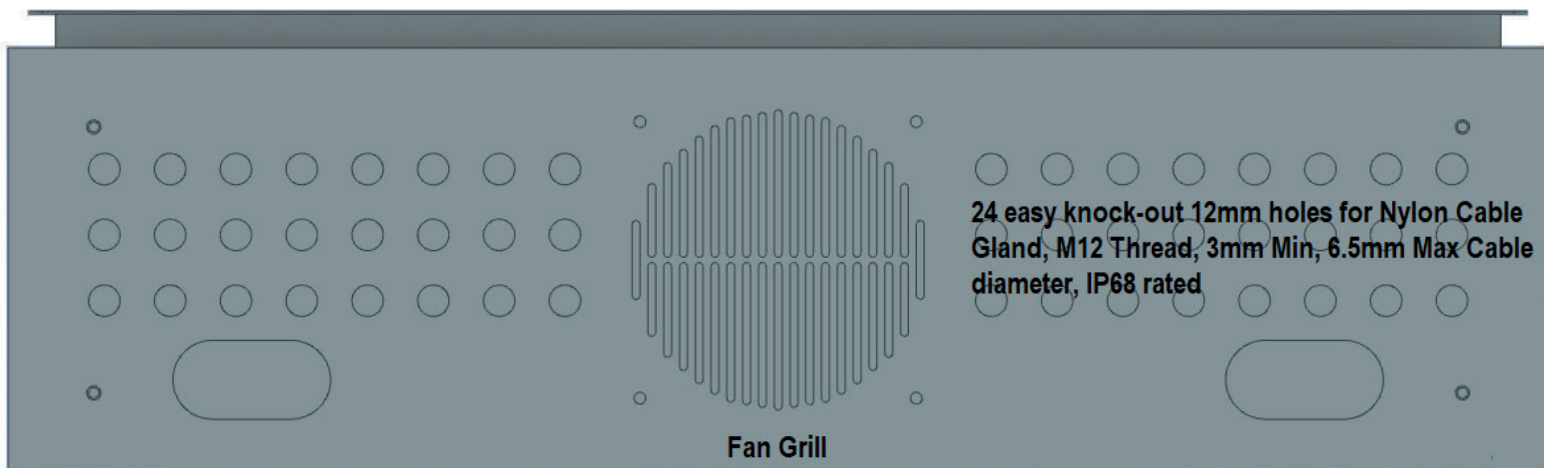 24 easy knock-out 12mm holes for Nylon Cable
Gland, M12 Thread, 3mm Min, 6.5mm Max Cable
diameter, IP68 rated
Fan Grill